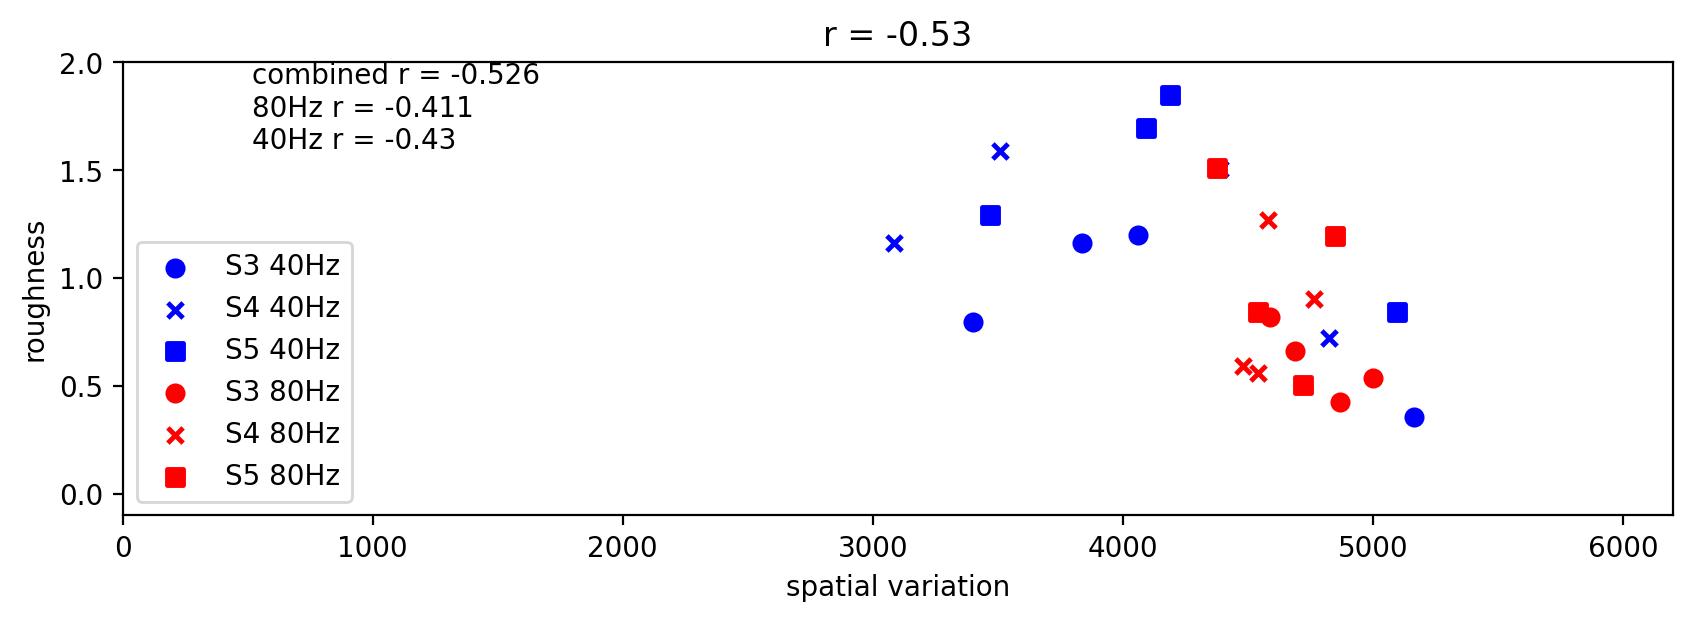 r = -0.53
combined r = -0.526
80Hz r = -0.411
40Hz r = -0.43
2.0
1.5
1.0
0.5
0.0
roughness
S3 40Hz
S4 40Hz
S5 40Hz
S3 80Hz
S4 80Hz
S5 80Hz
0 1000 2000 3000 4000 5000 6000
spatial variation